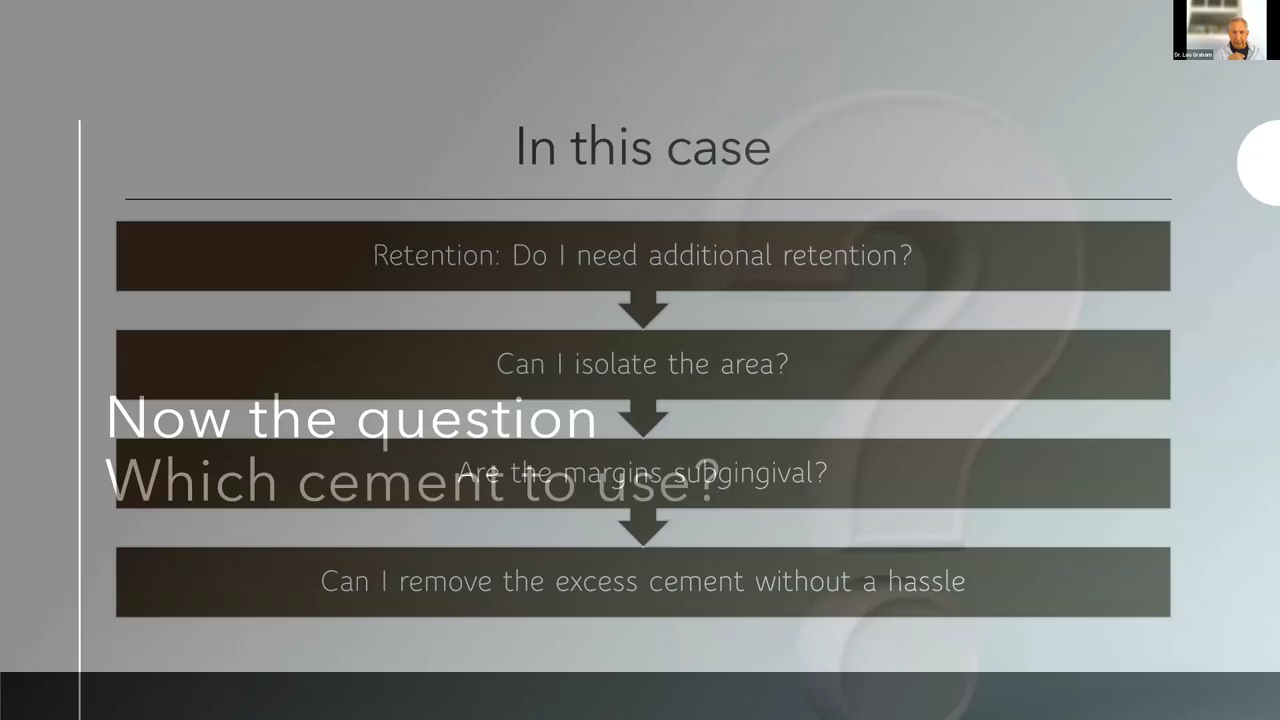 Dr. Lou Graham
In this case
Retention: Do I need additional retention?
Can I isolate the area?
Now the question
Which cement to use?
Are the margins subgingival?
Can I remove the excess cement without a hassle